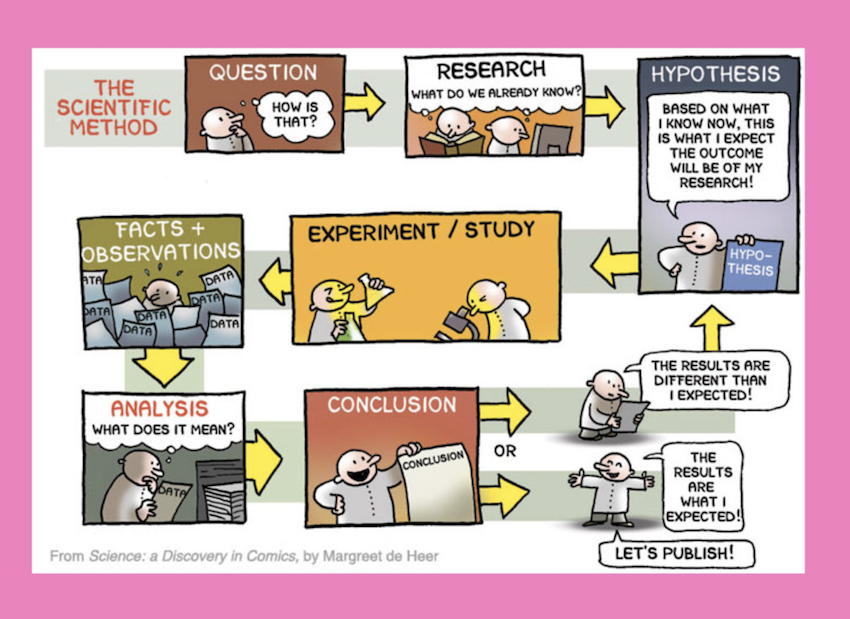 THE
SCIENTIFIC
METHOD
QUESTION
HOW IS
THAT?
RESEARCH
WHAT DO WE ALREADY KNOW?
HYPOTHESIS
BASED ON WHAT
I KNOW NOW, THIS
IS WHAT I EXPECT
THE OUTCOME
WILL BE OF MY
RESEARCH!
HYPO-
THESIS
EXPERIMENT / STUDY
FACTS +
OBSERVATIONS
DATA
ATA
DATA
DATA
DATA
DATA
DATA
ANALYSIS
WHAT DOES IT MEAN?
DATA
CONCLUSION
CONCLUSION
OR
THE RESULTS ARE
DIFFERENT THAN
I EXPECTED!
THE
RESULTS
ARE
WHAT I
EXPECTED!
LET'S PUBLISH!
From Science: a Discovery in Comics, by Margreet de Heer